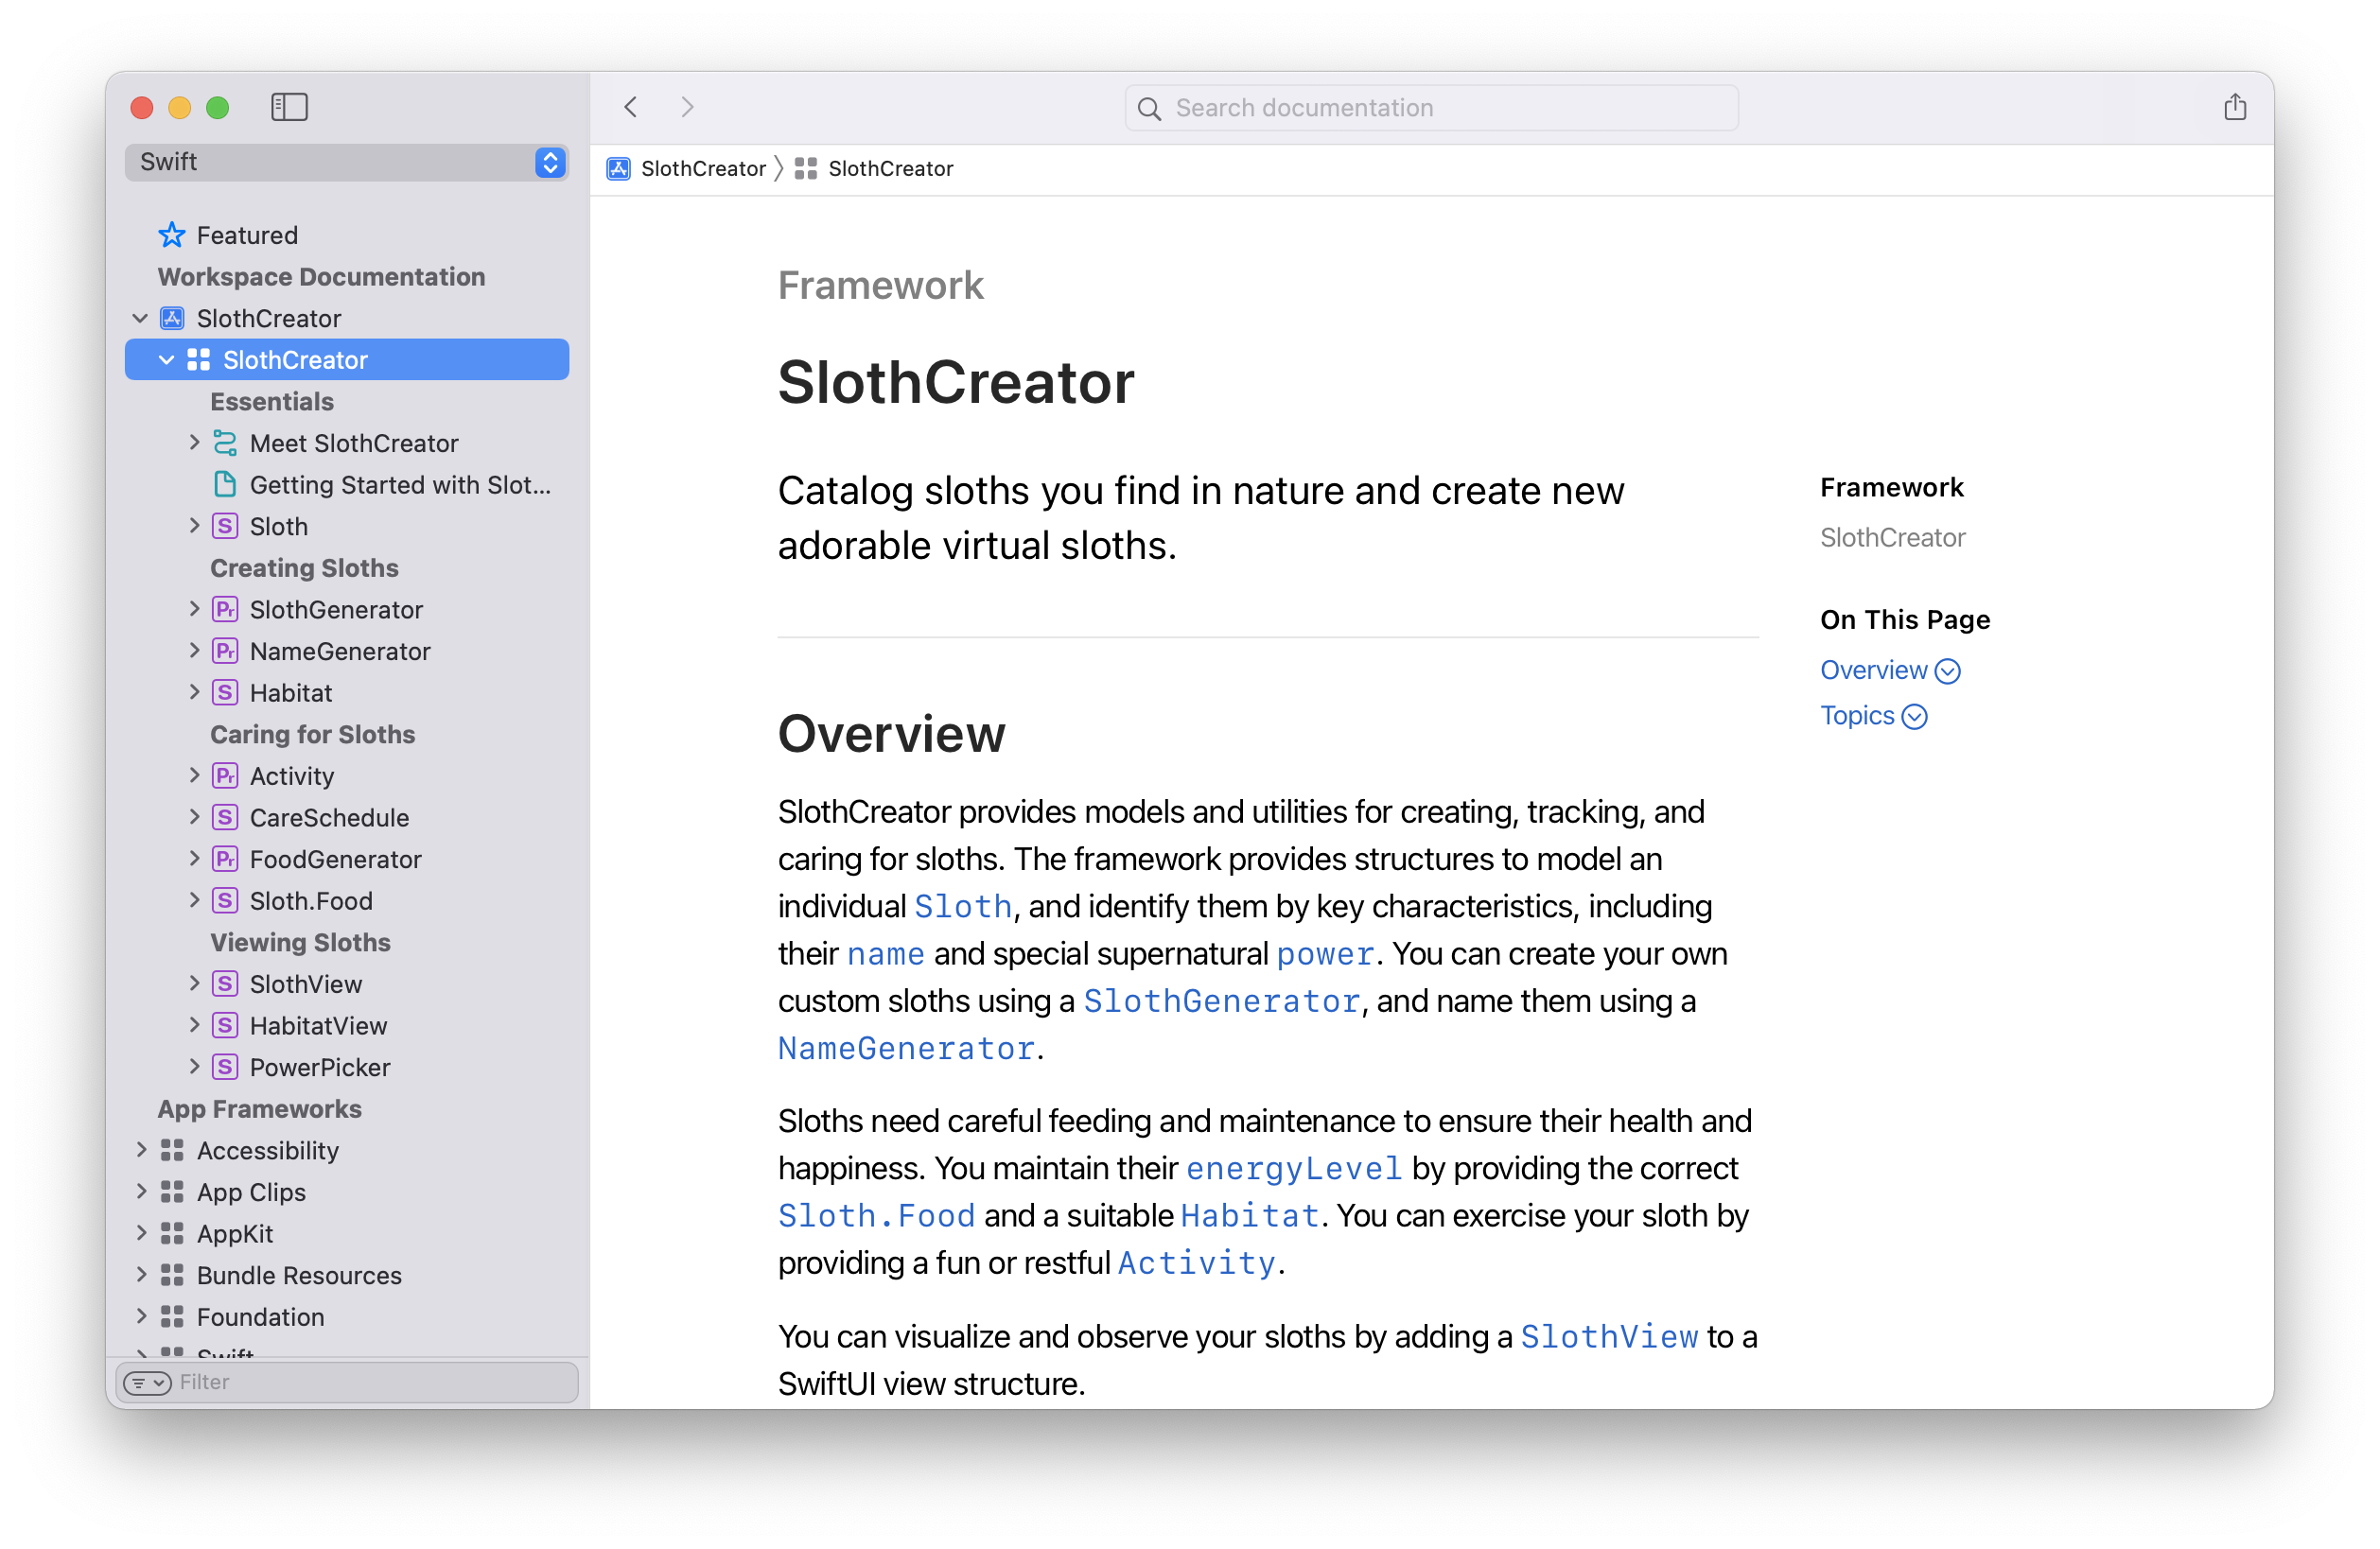 Search documentation
Swift
SlothCreator
SlothCreator
Featured
Workspace Documentation
SlothCreator
SlothCreator
Essentials
Meet SlothCreator
Getting Started with Slot...
S Sloth
Creating Sloths
Pr SlothGenerator
Pr NameGenerator
S Habitat
Caring for Sloths
Pr Activity
S CareSchedule
Pr FoodGenerator
S Sloth.Food
Viewing Sloths
S SlothView
S HabitatView
S PowerPicker
App Frameworks
Accessibility
App Clips
AppKit
Bundle Resources
Foundation
Swift
Filter
Framework
SlothCreator
Catalog sloths you find in nature and create new
adorable virtual sloths.
Overview
SlothCreator provides models and utilities for creating, tracking, and
caring for sloths. The framework provides structures to model an
individual Sloth, and identify them by key characteristics, including
their name and special supernatural power. You can create your own
custom sloths using a SlothGenerator, and name them using a
NameGenerator.
Sloths need careful feeding and maintenance to ensure their health and
happiness. You maintain their energyLevel by providing the correct
Sloth.Food and a suitable Habitat. You can exercise your sloth by
providing a fun or restful Activity.
You can visualize and observe your sloths by adding a SlothView to a
SwiftUI view structure.
Framework
SlothCreator
On This Page
Overview
Topics